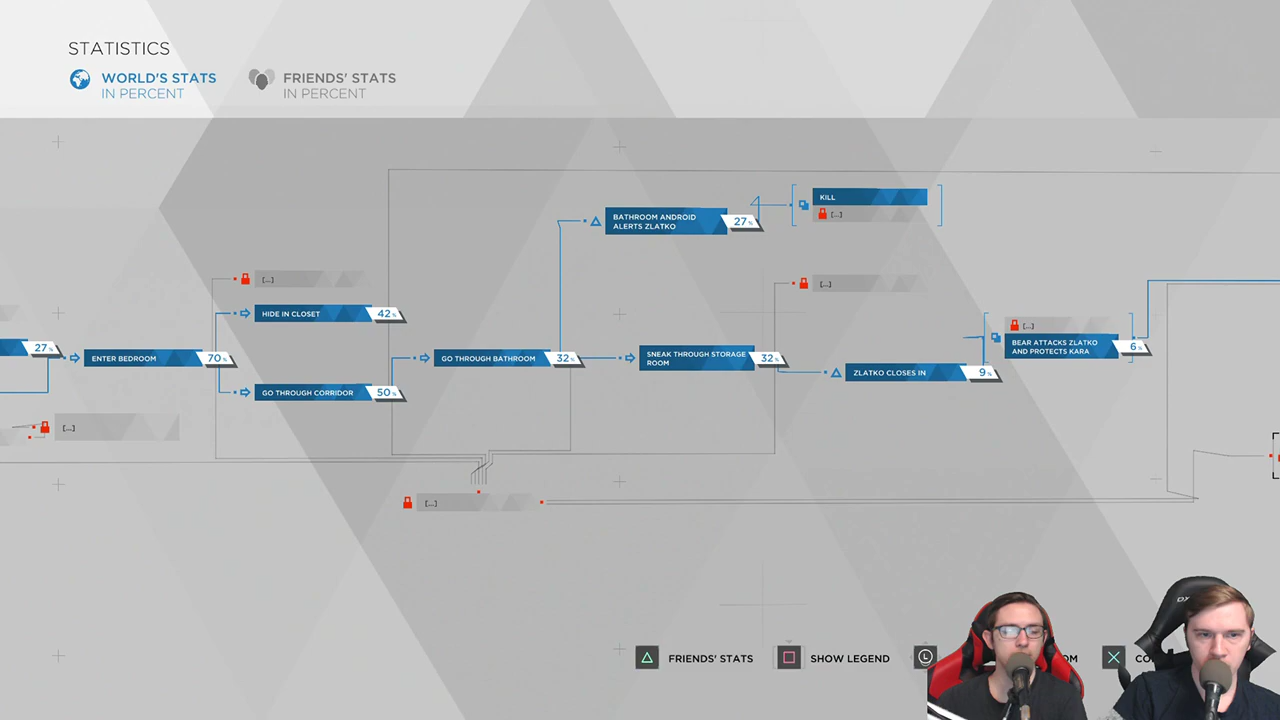 STATISTICS
WORLD'S STATS
IN PERCENT
FRIENDS' STATS
IN PERCENT
KILL
[...]
BATHROOM ANDROID
ALERTS ZLATKO
27%
[...]
[...]
HIDE IN CLOSET
42%
[...]
BEAR ATTACKS ZLATKO
AND PROTECTS KARA
6%
27%
ENTER BEDROOM
70%
GO THROUGH BATHROOM
32%
SNEAK THROUGH STORAGE
ROOM
32%
ZLATKO CLOSES IN
9%
GO THROUGH CORRIDOR
50%
[...]
[...]
FRIENDS' STATS
SHOW LEGEND
L